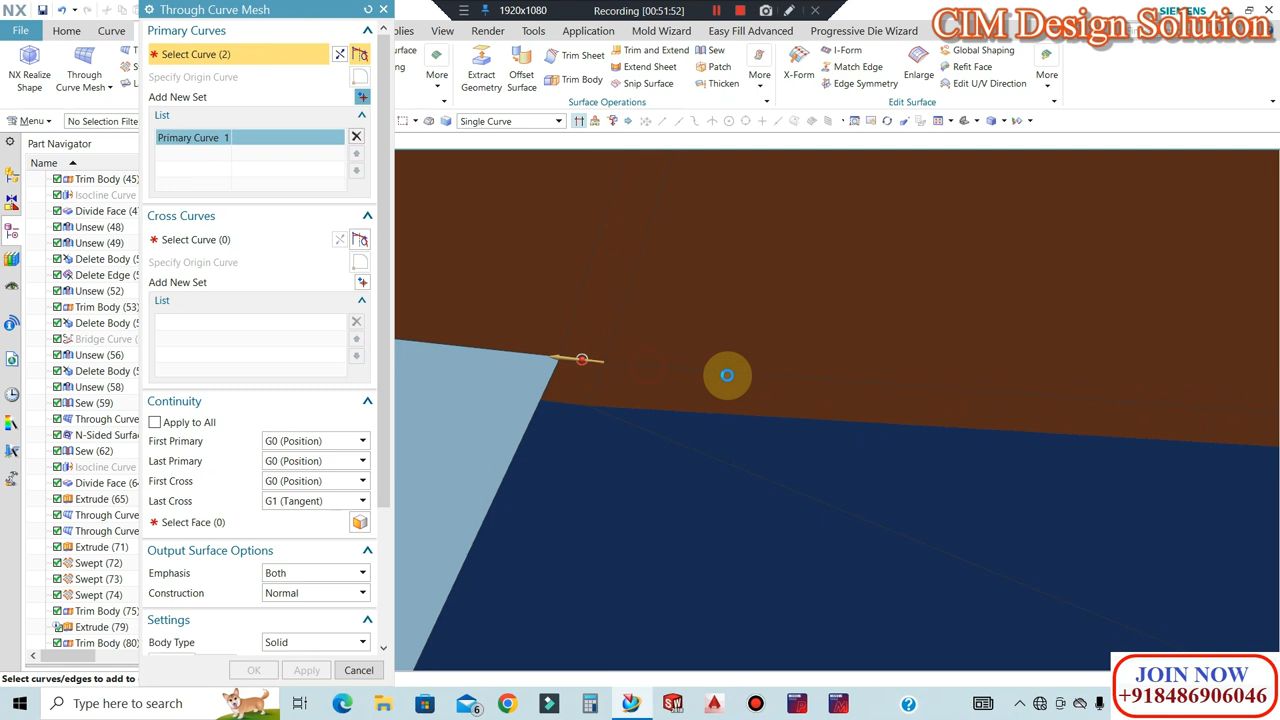 NX
1920x1080
Recording [00:51:52]
SIEMENS
CIM Design Solution
File
Home
Curve
View
Render
Tools
Application
Mold Wizard
Easy Fill Advanced
Progressive Die Wizard
NX Realize Shape
Through Curve Mesh
More
Extract Geometry
Offset Surface
Trim Sheet
Trim Body
Trim and Extend
Extend Sheet
Snip Surface
Sew
Patch
Thicken
More
X-Form
I-Form
Match Edge
Edge Symmetry
Enlarge
Global Shaping
Refit Face
Edit U/V Direction
More
Surface Operations
Edit Surface
Menu
No Selection Filte
Single Curve
Part Navigator
Name
Trim Body (45)
Isocline Curve
Divide Face (47
Unsew (48)
Unsew (49)
Delete Body (5
Delete Edge (5
Unsew (52)
Trim Body (53)
Delete Body (5
Bridge Curve (
Unsew (56)
Delete Body (5
Unsew (58)
Sew (59)
Through Curve
N-Sided Surfa
Sew (62)
Isocline Curve
Divide Face (64
Extrude (65)
Through Curve
Through Curve
Extrude (71)
Swept (72)
Swept (73)
Swept (74)
Trim Body (75)
Extrude (79)
Trim Body (80)
Through Curve Mesh
Primary Curves
* Select Curve (2)
Specify Origin Curve
Add New Set
List
Primary Curve 1
Cross Curves
* Select Curve (0)
Specify Origin Curve
Add New Set
List
Continuity
Apply to All
First Primary G0 (Position)
Last Primary G0 (Position)
First Cross G0 (Position)
Last Cross G1 (Tangent)
* Select Face (0)
Output Surface Options
Emphasis Both
Construction Normal
Settings
Body Type Solid
OK Apply Cancel
Select curves/edges to add to
JOIN NOW
+918486906046
Type here to search
6